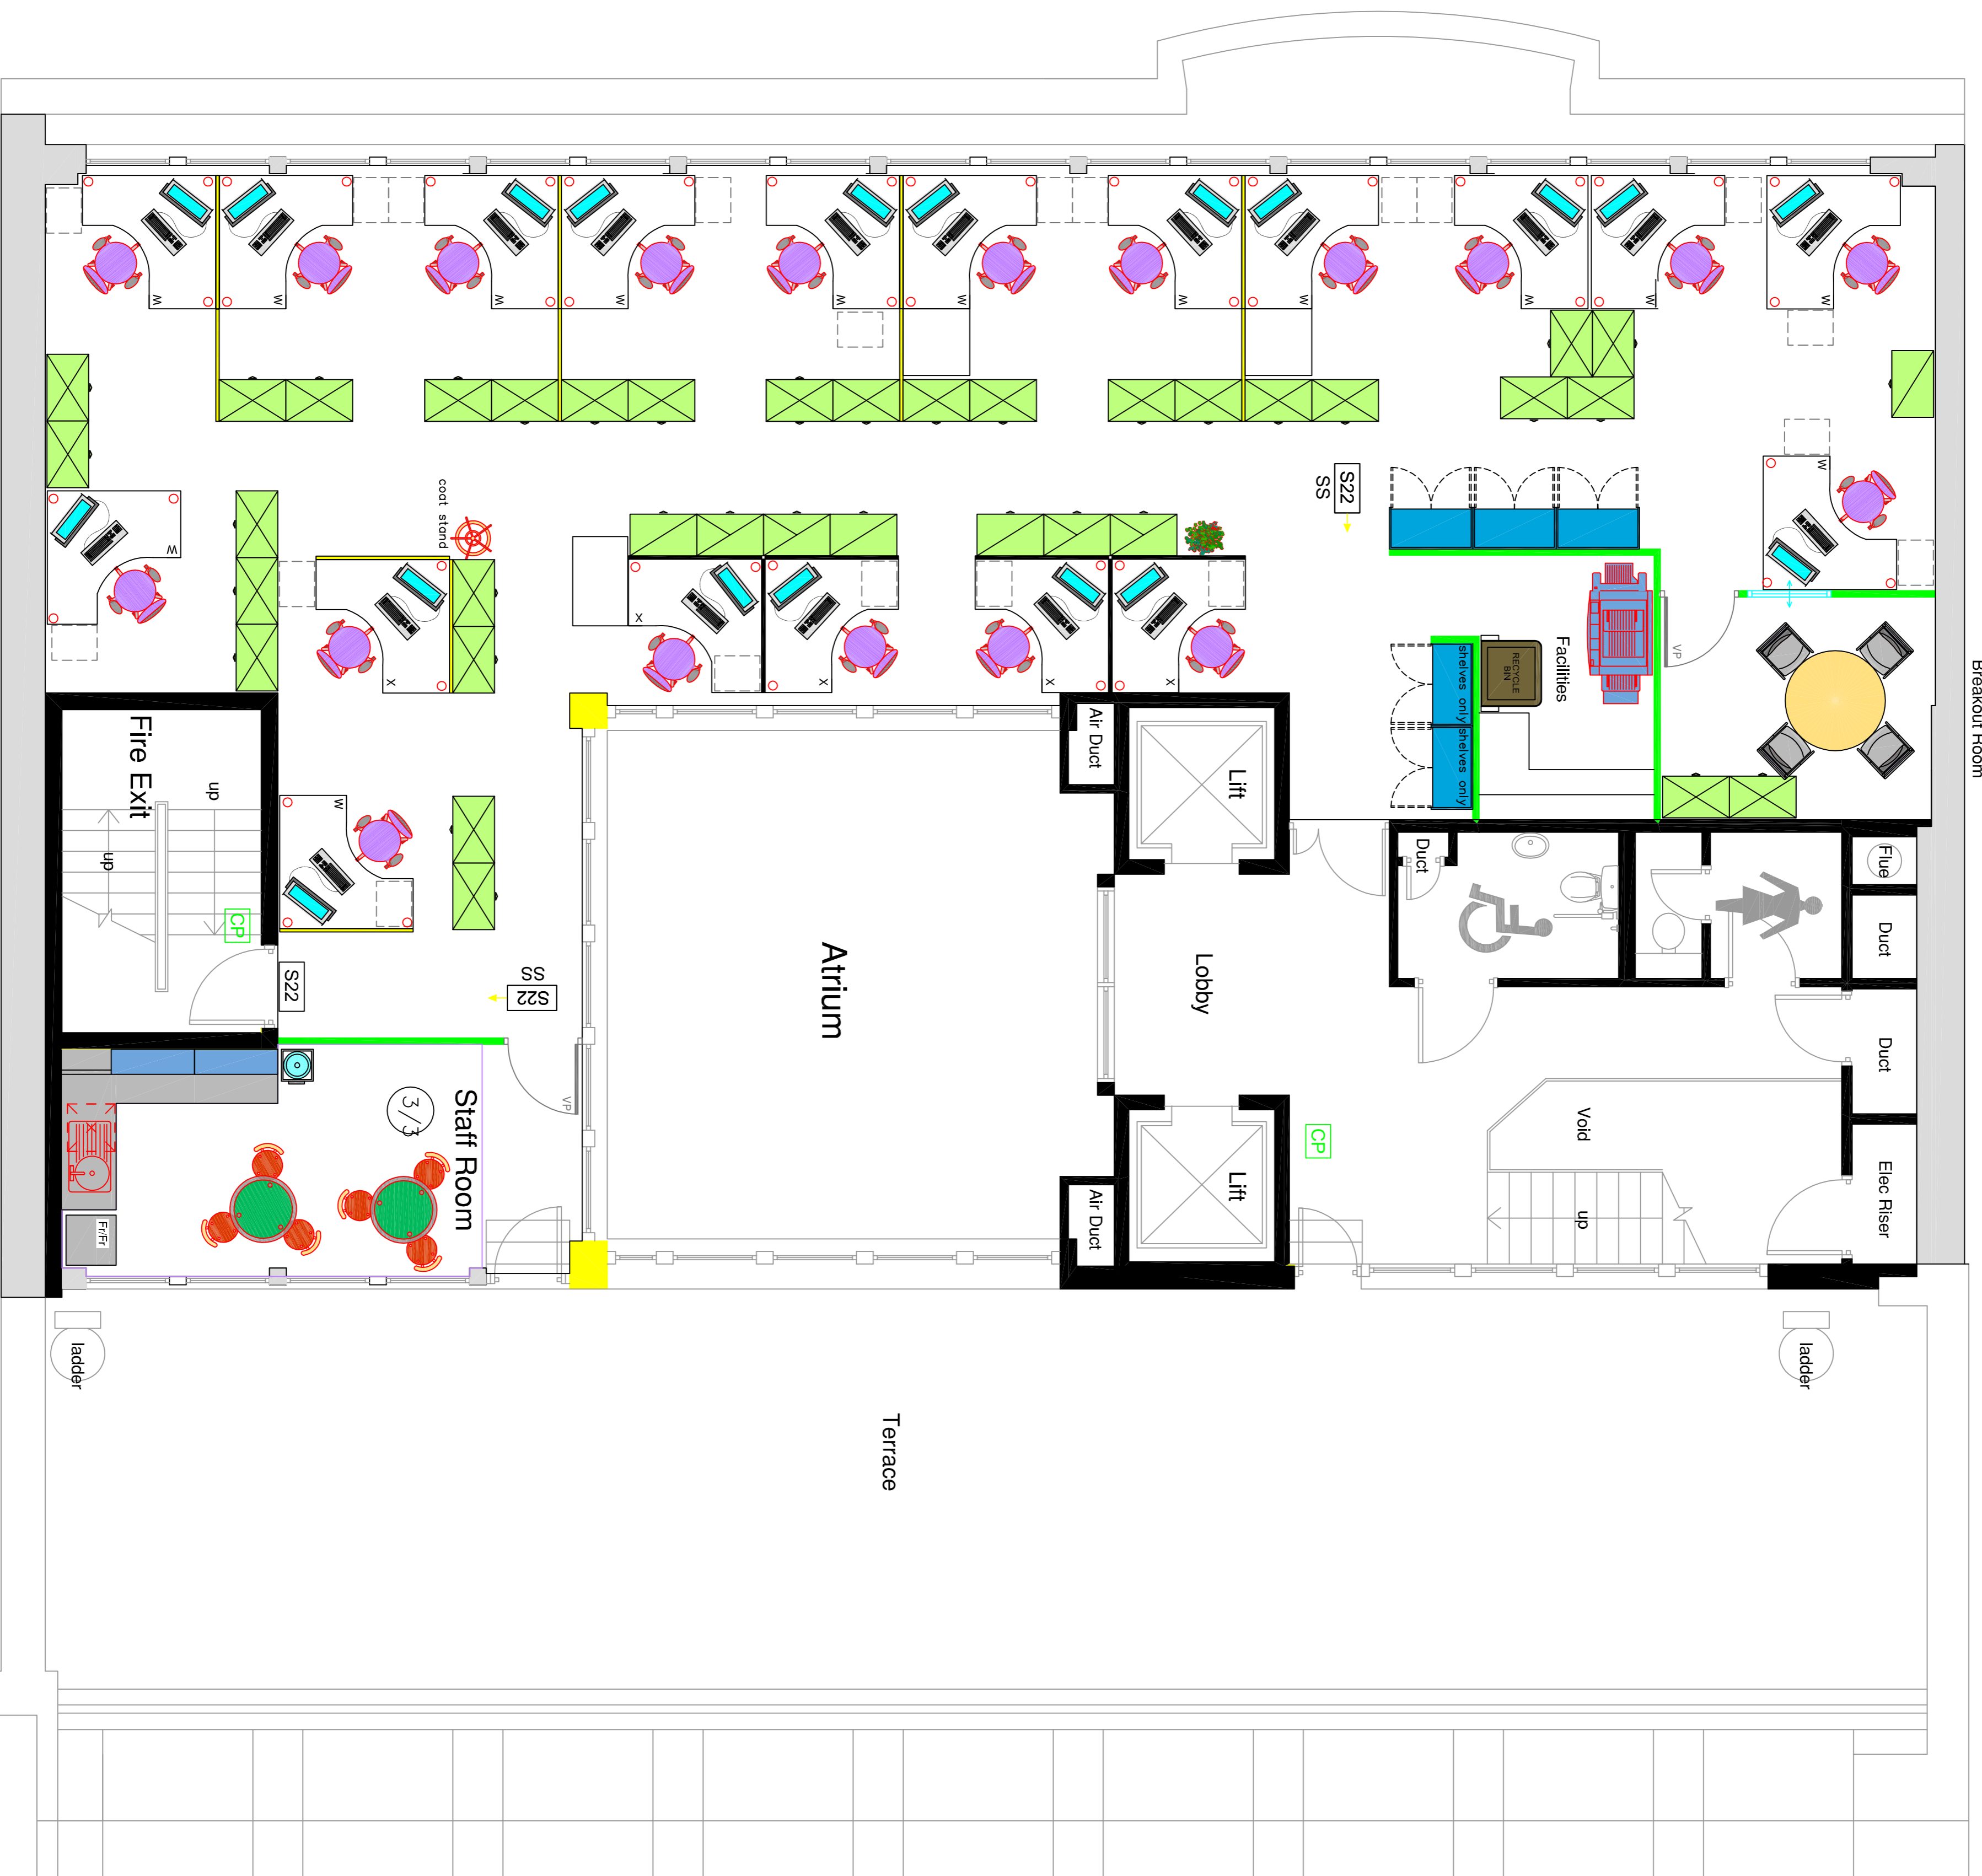 W
W
W
W
W
W
W
W
W
W
W
W
W
coat stand
S22
SS
Breakout Room
X
X
X
X
Facilities
RECYCLE
BIN
shelves only
shelves only
VP
Fire Exit
up
up
CP
W
S22
SS
S22
Air Duct
Lift
Duct
Flue
Duct
Atrium
Lobby
Duct
Staff Room
3/3
VP
Fr/Fr
CP
Void
up
Elec Riser
Air Duct
Lift
ladder
ladder
Terrace